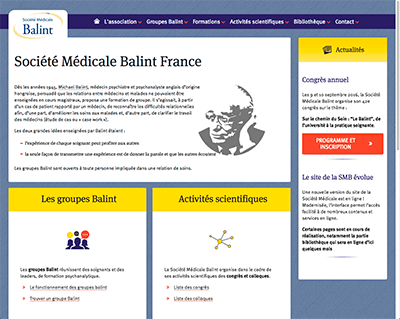 Société Médicale
Balint
L'association
Groupes Balint
Formations
Activités scientifiques
Bibliothèque
Contact
Société Médicale Balint France
Dès les années 1945, Michael Balint, médecin psychiatre et psychanalyste anglais d'origine
hongroise, pensant que les relations entre médecins et malades ne pouvaient être
enseignées en cours magistraux, propose une formation de groupe. Il s'agissait, à partir
d'un cas de patient rapporté par un médecin, de reconnaître les difficultés relationnelles
afin, d'une part, d'améliorer les soins aux malades et, d'autre part, de clarifier le travail
des médecins (étude de cas ou « case work »).
Les deux grandes idées enseignées par Balint étaient :
l'expérience de chaque soignant peut profiter aux autres
la seule façon de transmettre une expérience est de donner la parole et que les autres écoutent
Les groupes Balint sont ouverts à toute personne impliquée dans une relation de soins.
Les groupes Balint
Les groupes Balint réunissent des soignants et des
leaders, de formation psychanalytique.
Le fonctionnement des groupes balint
Trouver un groupe Balint
Activités scientifiques
La Société Médicale Balint organise dans le cadre de
ses activités scientifiques des congrès et colloques.
Liste des congrès
Liste des colloques
Actualités
Congrès annuel
Les 9 et 10 septembre 2016, la Société
Médicale Balint organise son
congrès sur le thème :
Sur le chemin du Soin : "Le Balint", de
l'université à la pratique soignante.
PROGRAMME ET
INSCRIPTION
Le site de la SMB évolue
Une nouvelle version du site de la
Société Médicale est en ligne !
Modernisée, l'interface permet l'accès
facilité à de nombreux contenus et
services en ligne.
Certaines pages sont en cours de
réalisation, notamment la partie
bibliothèque qui sera en ligne d'ici
quelques mois